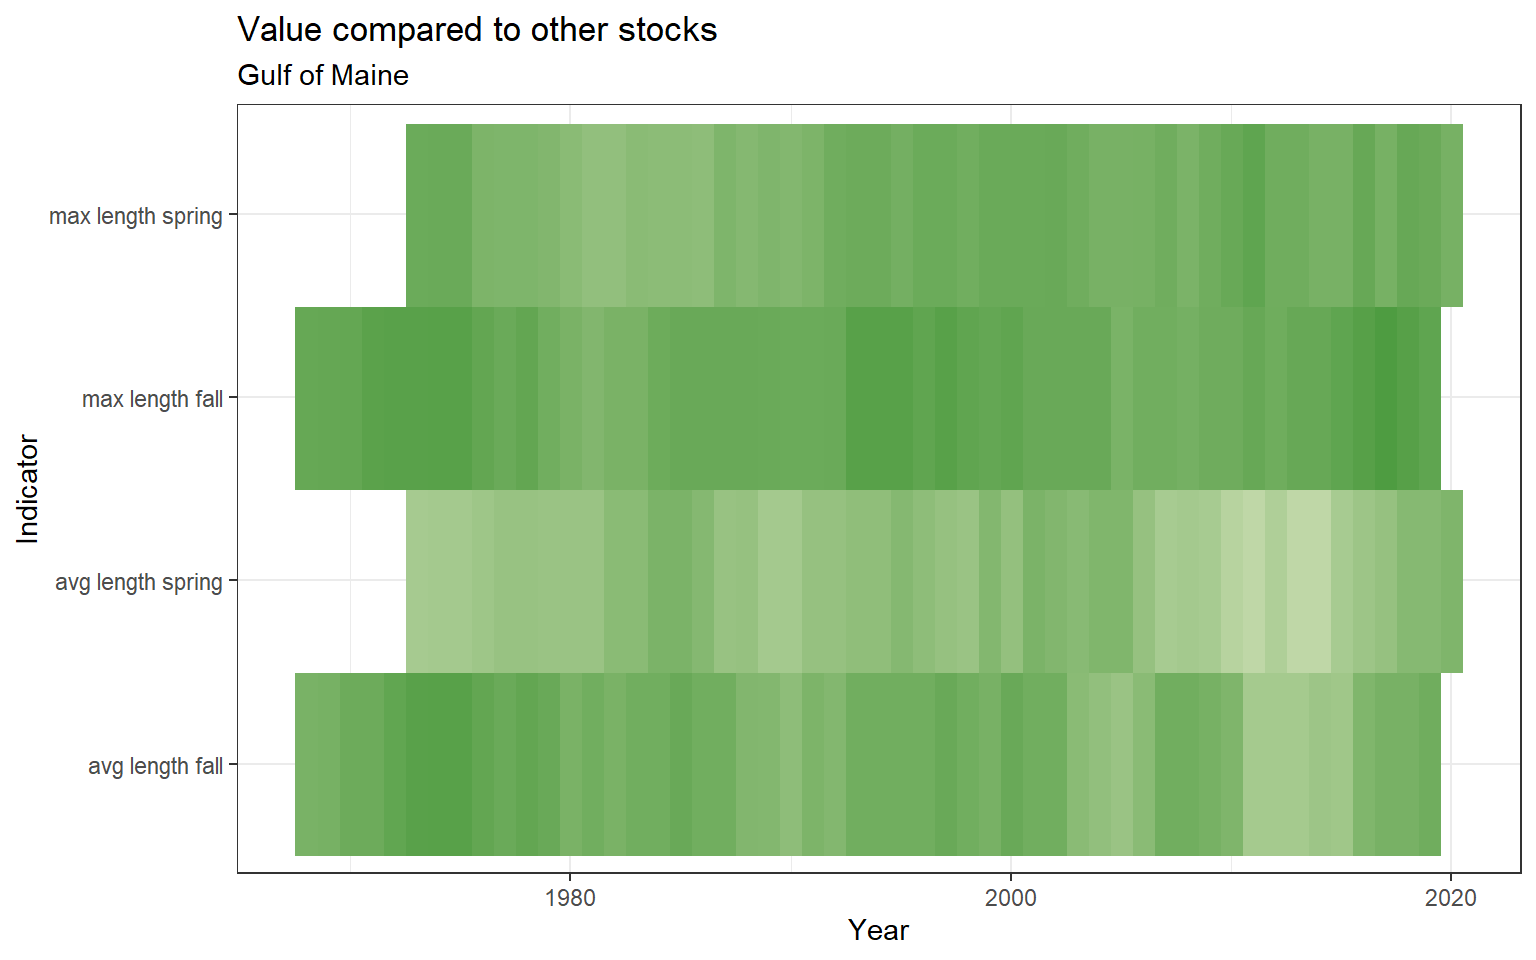 Value compared to other stocks
Gulf of Maine
Indicator
max length spring
max length fall
avg length spring
avg length fall
1980
2000
2020
Year